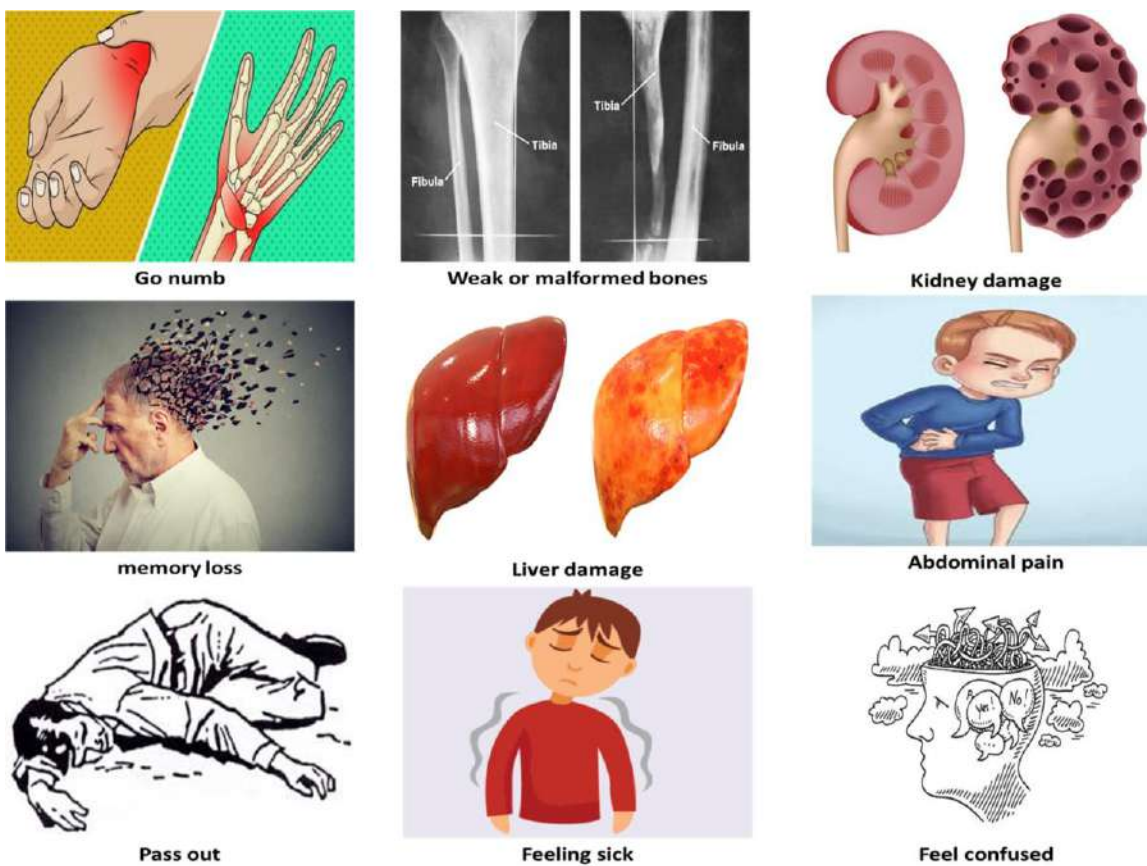 Fibula
Tibia
Tibia
Fibula
Go numb
Weak or malformed bones
Kidney damage
memory loss
Liver damage
Abdominal pain
Yes!
No!
Pass out
Feeling sick
Feel confused